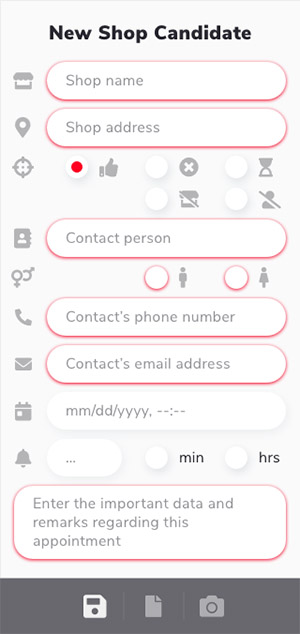 New Shop Candidate
Shop name
Shop address
Contact person
Contact's phone number
Contact's email address
mm/dd/yyyy, --:--
... min hrs
Enter the important data and
remarks regarding this
appointment